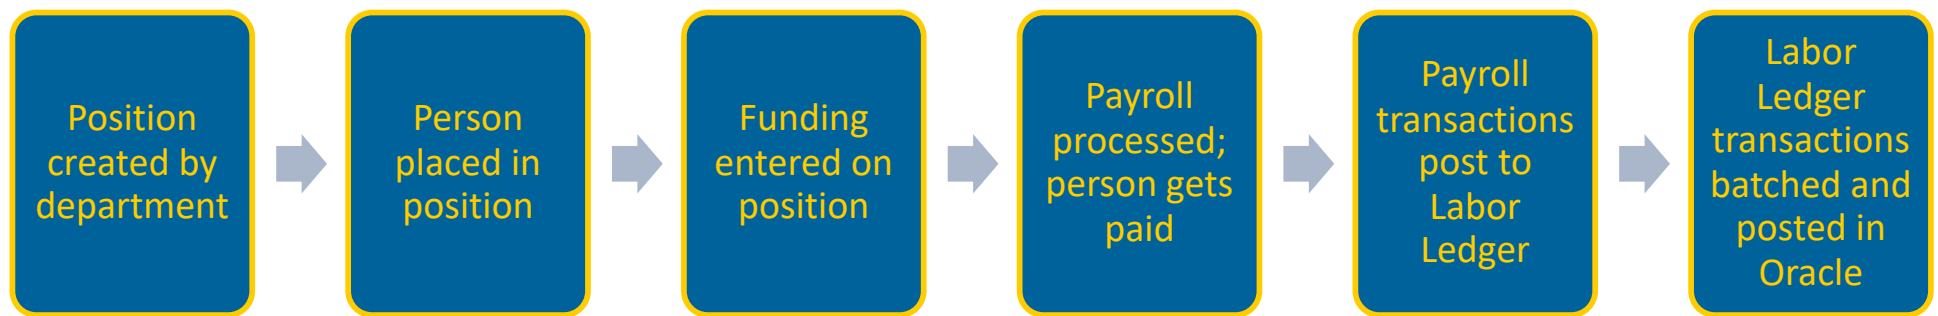 Position
created by
department
Person
placed in
position
Funding
entered on
position
Payroll
processed;
person gets
paid
Payroll
transactions
post to
Labor
Ledger
Labor
Ledger
transactions
batched and
posted in
Oracle